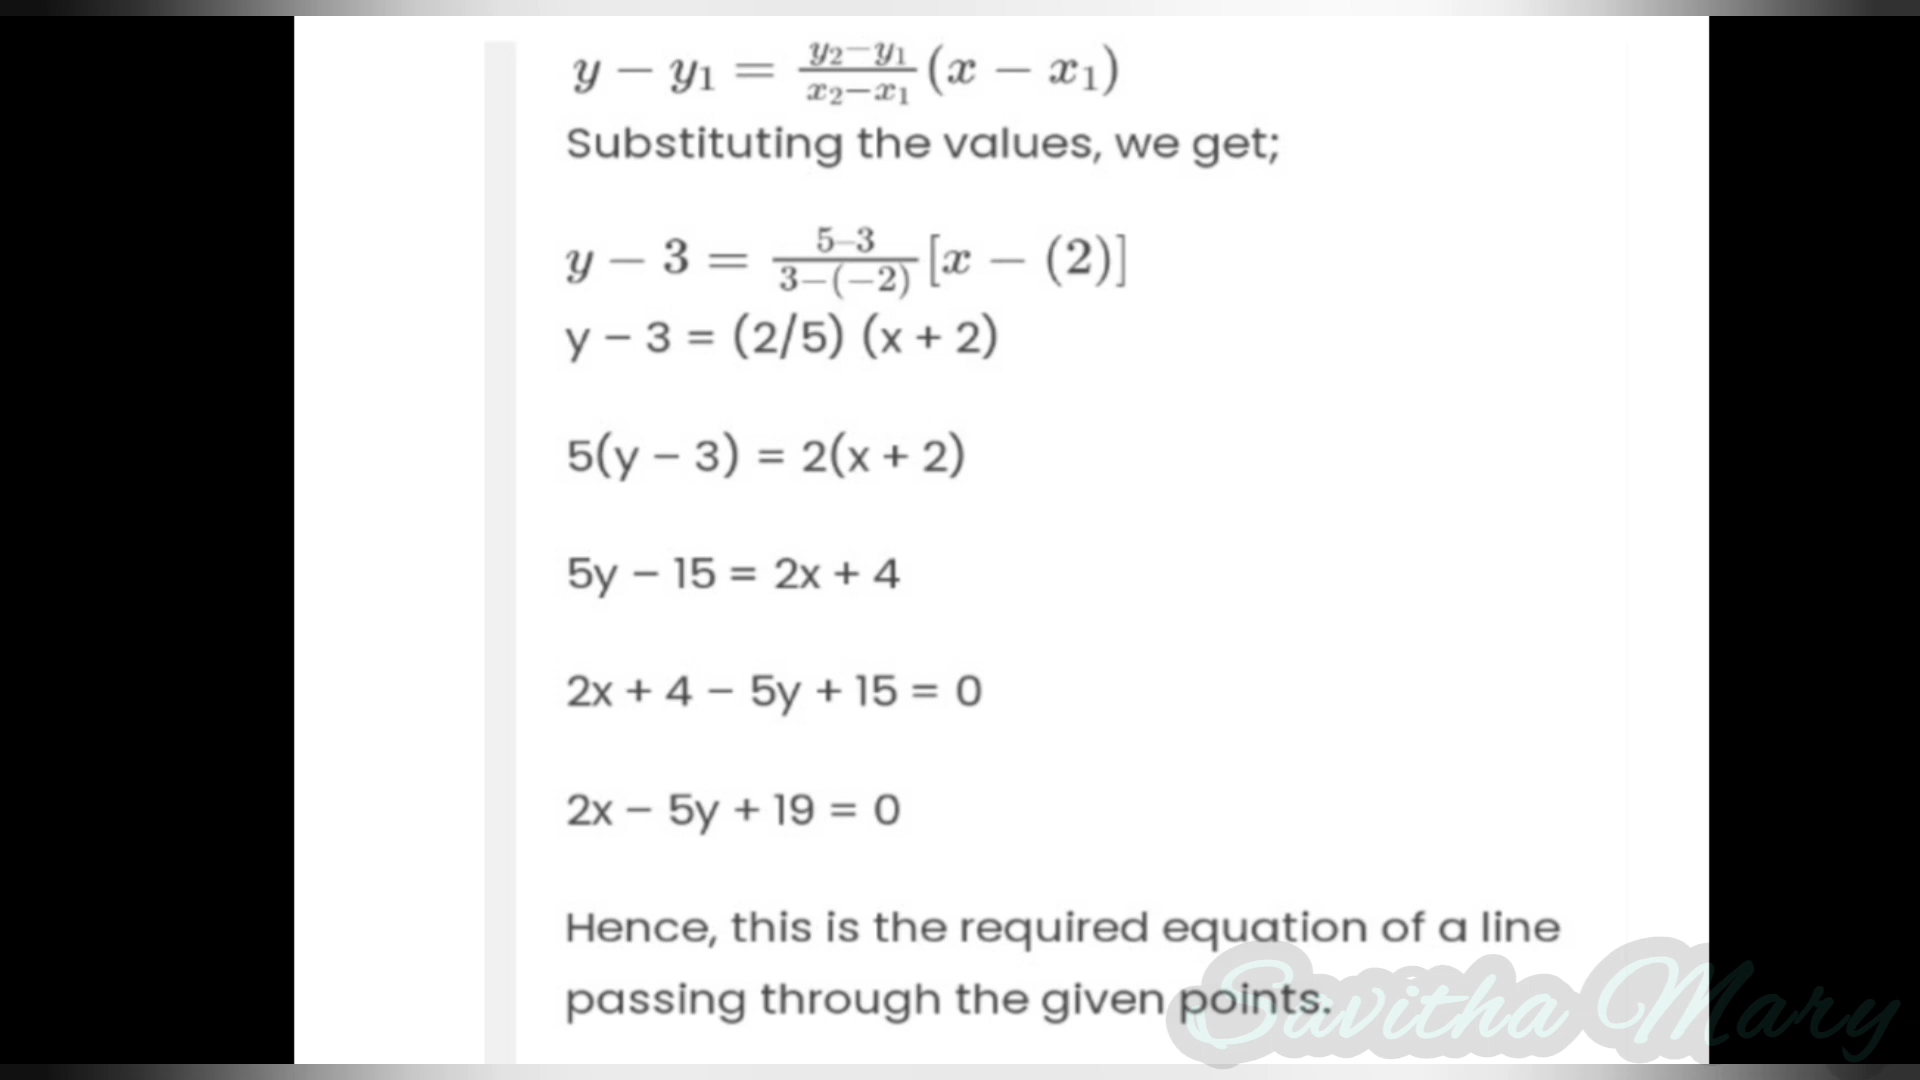 y − y₁ = y₂−y₁/x₂−x₁ (x − x₁)
Substituting the values, we get;
y − 3 = 5–3/3−(−2) [x − (2)]
y – 3 = (2/5) (x + 2)
5(y – 3) = 2(x + 2)
5y – 15 = 2x + 4
2x + 4 – 5y + 15 = 0
2x – 5y + 19 = 0
Hence, this is the required equation of a line
passing through the given points.
Savitha Mary